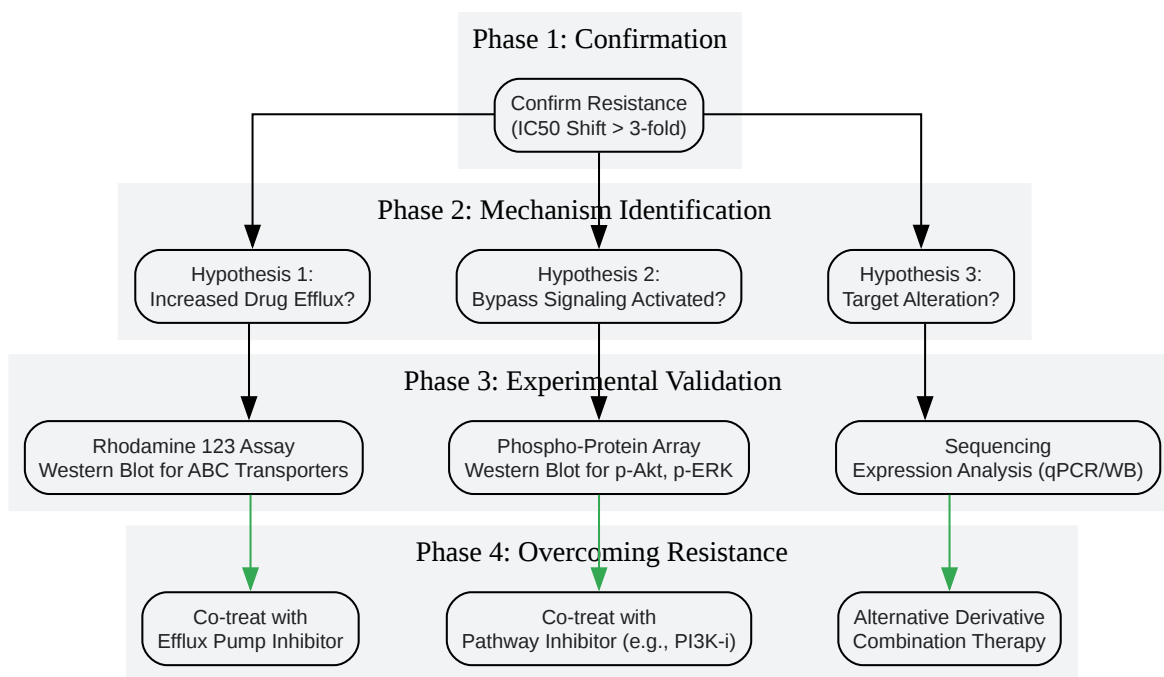 Phase 1: Confirmation
Confirm Resistance
(IC50 Shift > 3-fold)
Phase 2: Mechanism Identification
Hypothesis 1:
Increased Drug Efflux?
Hypothesis 2:
Bypass Signaling Activated?
Hypothesis 3:
Target Alteration?
Phase 3: Experimental Validation
Rhodamine 123 Assay
Western Blot for ABC Transporters
Phospho-Protein Array
Western Blot for p-Akt, p-ERK
Sequencing
Expression Analysis (qPCR/WB)
Phase 4: Overcoming Resistance
Co-treat with
Efflux Pump Inhibitor
Co-treat with
Pathway Inhibitor (e.g., PI3K-i)
Alternative Derivative
Combination Therapy